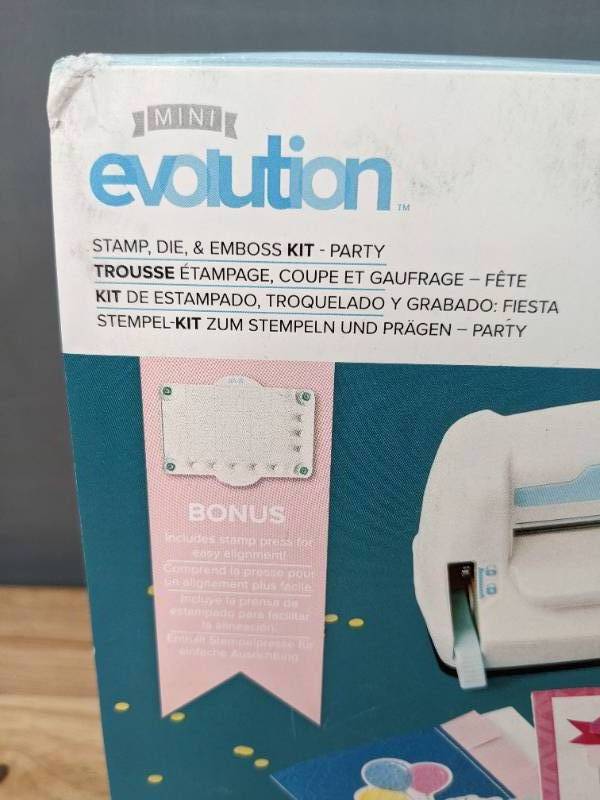 MINI
evolution™
STAMP, DIE, & EMBOSS KIT - PARTY
TROUSSE ÉTAMPAGE, COUPE ET GAUFRAGE – FÊTE
KIT DE ESTAMPADO, TROQUELADO Y GRABADO: FIESTA
STEMPEL-KIT ZUM STEMPELN UND PRÄGEN – PARTY
BONUS
Includes stamp press for
easy alignment!
Comprend la presse pour
un alignement plus facile.
Incluye la prensa de
estampado para facilitar
la alineación.
Enthält Stempelpresse für
einfache Ausrichtung